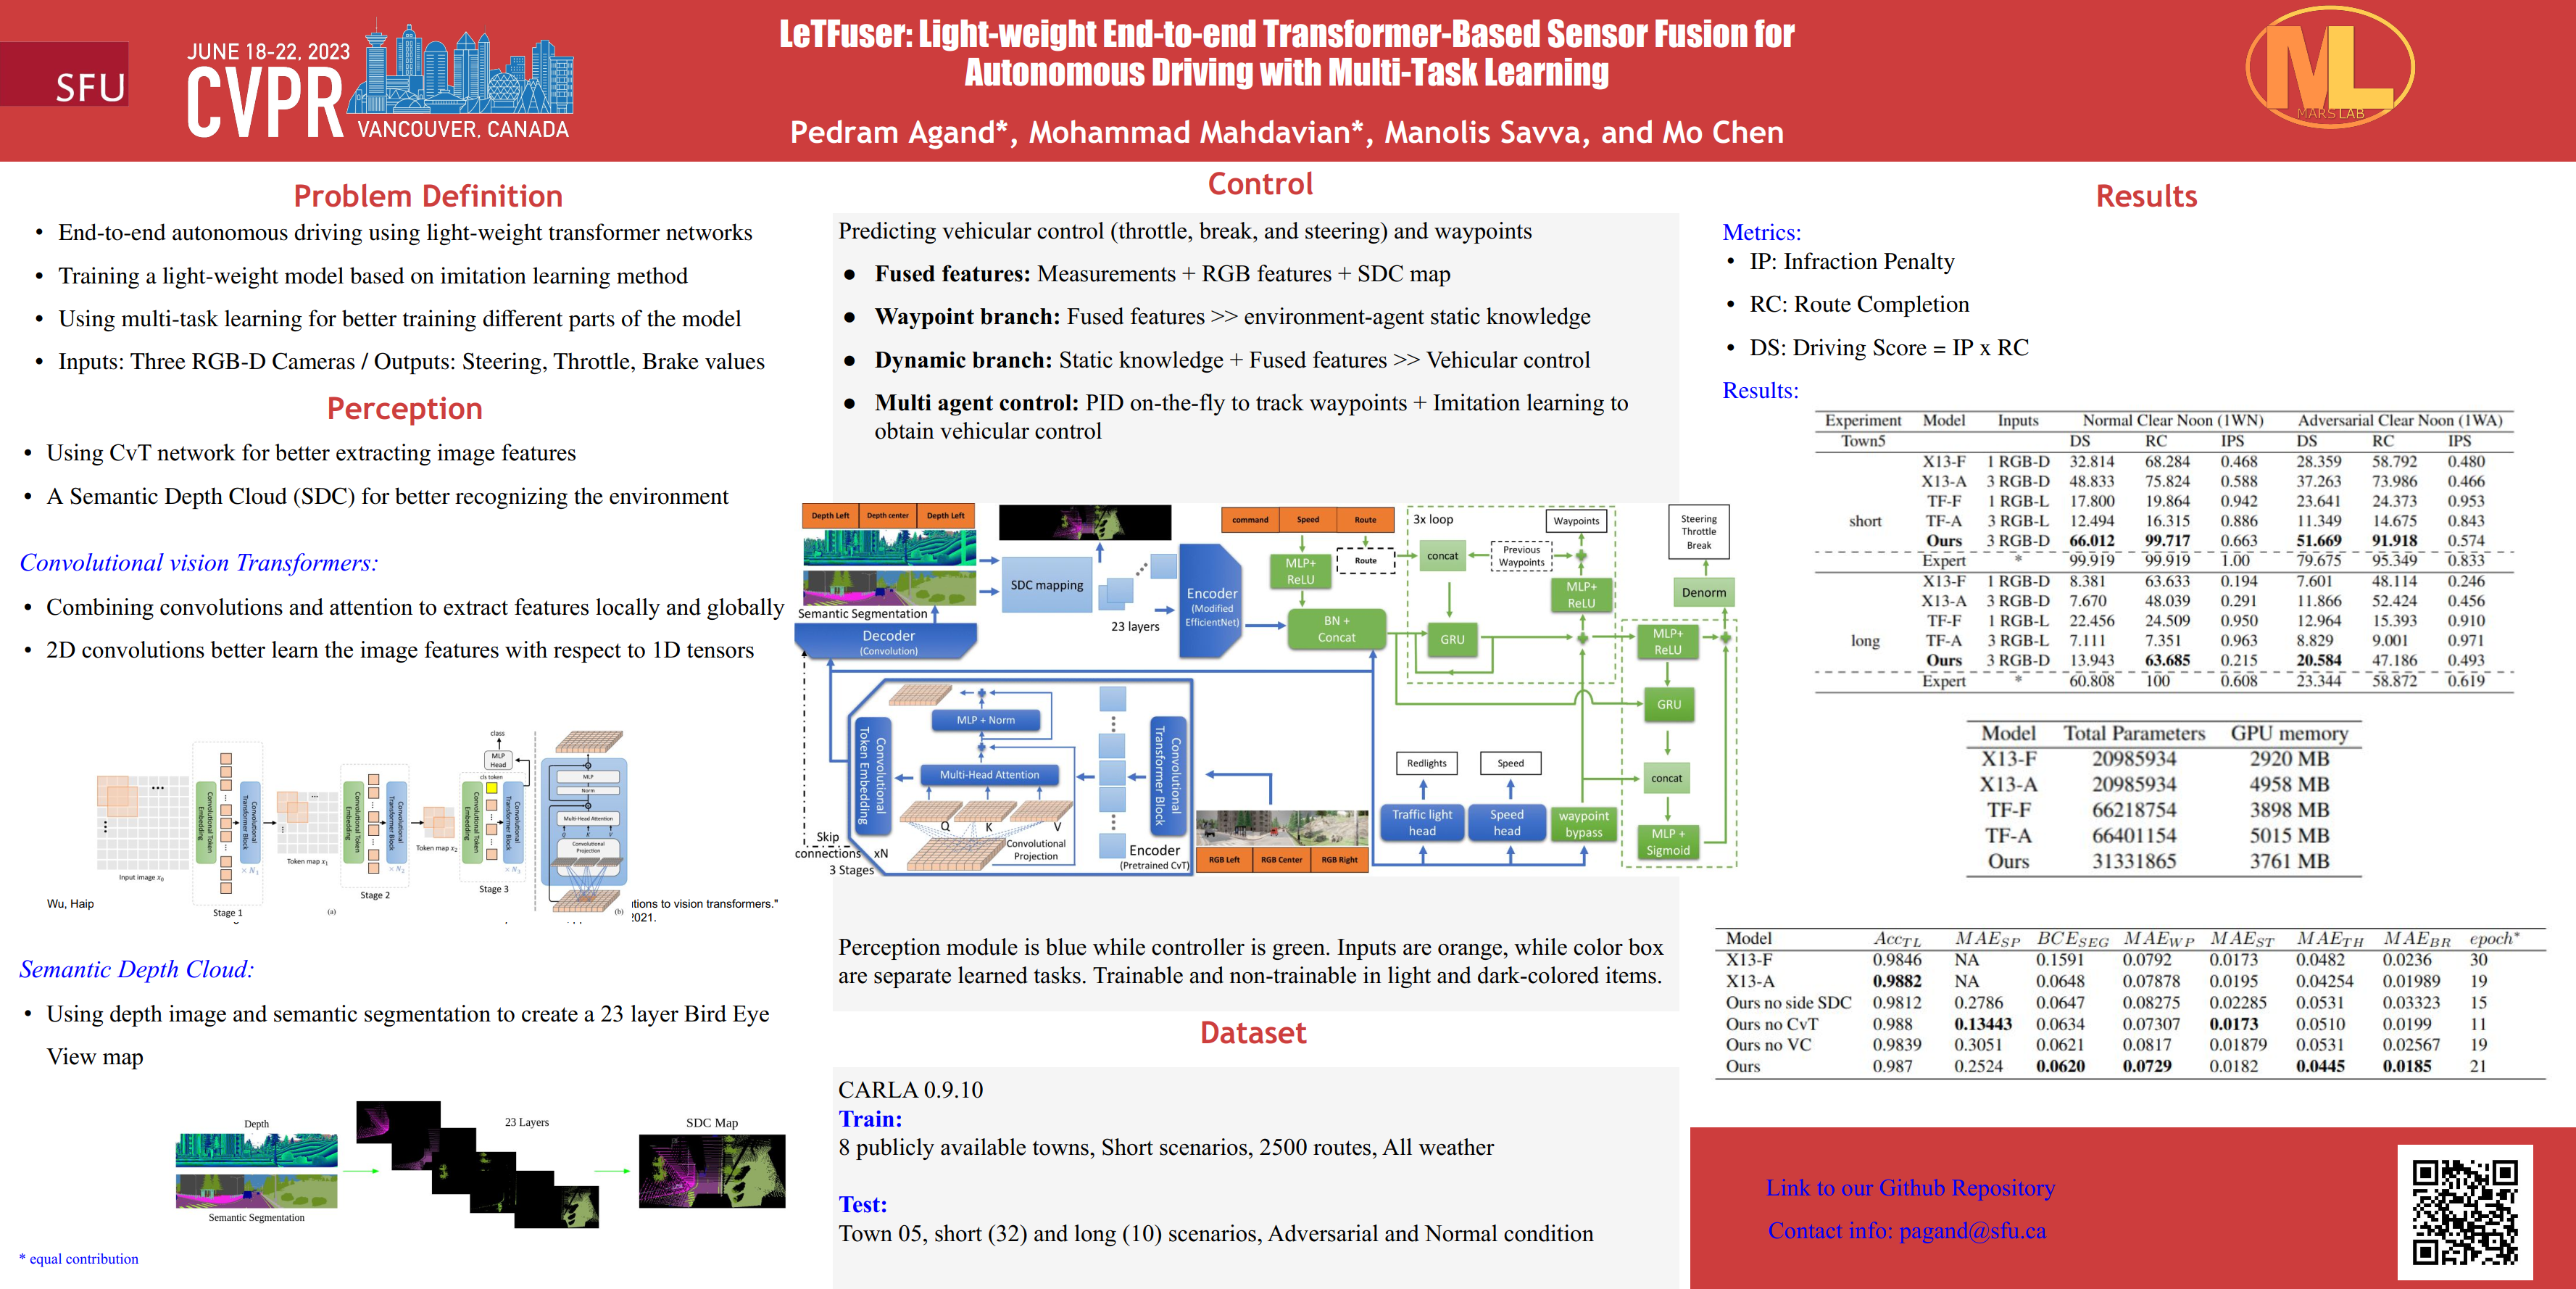 SFU
JUNE 18-22, 2023
CVPR
VANCOUVER, CANADA
LeTFuser: Light-weight End-to-end Transformer-Based Sensor Fusion for
Autonomous Driving with Multi-Task Learning
Pedram Agand*, Mohammad Mahdavian*, Manolis Savva, and Mo Chen
ML
MARS LAB
Problem Definition
• End-to-end autonomous driving using light-weight transformer networks
• Training a light-weight model based on imitation learning method
• Using multi-task learning for better training different parts of the model
• Inputs: Three RGB-D Cameras / Outputs: Steering, Throttle, Brake values
Perception
• Using CvT network for better extracting image features
• A Semantic Depth Cloud (SDC) for better recognizing the environment
Convolutional vision Transformers:
• Combining convolutions and attention to extract features locally and globally
• 2D convolutions better learn the image features with respect to 1D tensors
Input image x0
Convolutional Token Embedding
Convolutional Transformer Block
× N1
Stage 1
Token map x1
Convolutional Token Embedding
Convolutional Transformer Block
× N2
Stage 2
Token map x2
class
MLP Head
cls token
Convolutional Token Embedding
Convolutional Transformer Block
× N3
Stage 3
(a)
MLP
Norm
Multi-Head Attention
Q K V
Convolutional Projection
(b)
Wu, Haip
tions to vision transformers."
2021.
Semantic Depth Cloud:
• Using depth image and semantic segmentation to create a 23 layer Bird Eye
View map
Depth
Semantic Segmentation
23 Layers
SDC Map
* equal contribution
Control
Predicting vehicular control (throttle, break, and steering) and waypoints
● Fused features: Measurements + RGB features + SDC map
● Waypoint branch: Fused features >> environment-agent static knowledge
● Dynamic branch: Static knowledge + Fused features >> Vehicular control
● Multi agent control: PID on-the-fly to track waypoints + Imitation learning to
obtain vehicular control
Depth Left Depth center Depth Left
Semantic Segmentation
Decoder
(Convolution)
SDC mapping
23 layers
Encoder
(Modified
EfficientNet)
command Speed Route
MLP+
ReLU
Route
BN +
Concat
3x loop
concat
Previous
Waypoints
Waypoints
MLP+
ReLU
GRU
Steering
Throttle
Break
Denorm
MLP+
ReLU
GRU
concat
MLP +
Sigmoid
Convolutional
Token Embedding
MLP + Norm
Multi-Head Attention
Q K V
Convolutional
Projection
Convolutional
Transformer Block
Encoder
(Pretrained CvT)
Skip
connections
xN
3 Stages
RGB Left RGB Center RGB Right
Redlights
Speed
Traffic light
head
Speed
head
waypoint
bypass
Perception module is blue while controller is green. Inputs are orange, while color box
are separate learned tasks. Trainable and non-trainable in light and dark-colored items.
Dataset
CARLA 0.9.10
Train:
8 publicly available towns, Short scenarios, 2500 routes, All weather
Test:
Town 05, short (32) and long (10) scenarios, Adversarial and Normal condition
Results
Metrics:
• IP: Infraction Penalty
• RC: Route Completion
• DS: Driving Score = IP x RC
Results:
Experiment Model Inputs Normal Clear Noon (1WN) Adversarial Clear Noon (1WA)
Town5 DS RC IPS DS RC IPS
X13-F 1 RGB-D 32.814 68.284 0.468 28.359 58.792 0.480
X13-A 3 RGB-D 48.833 75.824 0.588 37.263 73.986 0.466
TF-F 1 RGB-L 17.800 19.864 0.942 23.641 24.373 0.953
short TF-A 3 RGB-L 12.494 16.315 0.886 11.349 14.675 0.843
Ours 3 RGB-D 66.012 99.717 0.663 51.669 91.918 0.574
Expert * 99.919 99.919 1.00 79.675 95.349 0.833
X13-F 1 RGB-D 8.381 63.633 0.194 7.601 48.114 0.246
X13-A 3 RGB-D 7.670 48.039 0.291 11.866 52.424 0.456
TF-F 1 RGB-L 22.456 24.509 0.950 12.964 15.393 0.910
long TF-A 3 RGB-L 7.111 7.351 0.963 8.829 9.001 0.971
Ours 3 RGB-D 13.943 63.685 0.215 20.584 47.186 0.493
Expert * 60.808 100 0.608 23.344 58.872 0.619
Model Total Parameters GPU memory
X13-F 20985934 2920 MB
X13-A 20985934 4958 MB
TF-F 66218754 3898 MB
TF-A 66401154 5015 MB
Ours 31331865 3761 MB
Model AccTL MAESP BCESEG MAEWP MAEST MAETH MAEBR epoch*
X13-F 0.9846 NA 0.1591 0.0792 0.0173 0.0482 0.0236 30
X13-A 0.9882 NA 0.0648 0.07878 0.0195 0.04254 0.01989 19
Ours no side SDC 0.9812 0.2786 0.0647 0.08275 0.02285 0.0531 0.03323 15
Ours no CvT 0.988 0.13443 0.0634 0.07307 0.0173 0.0510 0.0199 11
Ours no VC 0.9839 0.3051 0.0621 0.0817 0.01879 0.0531 0.02567 19
Ours 0.987 0.2524 0.0620 0.0729 0.0182 0.0445 0.0185 21
Link to our Github Repository
Contact info: pagand@sfu.ca